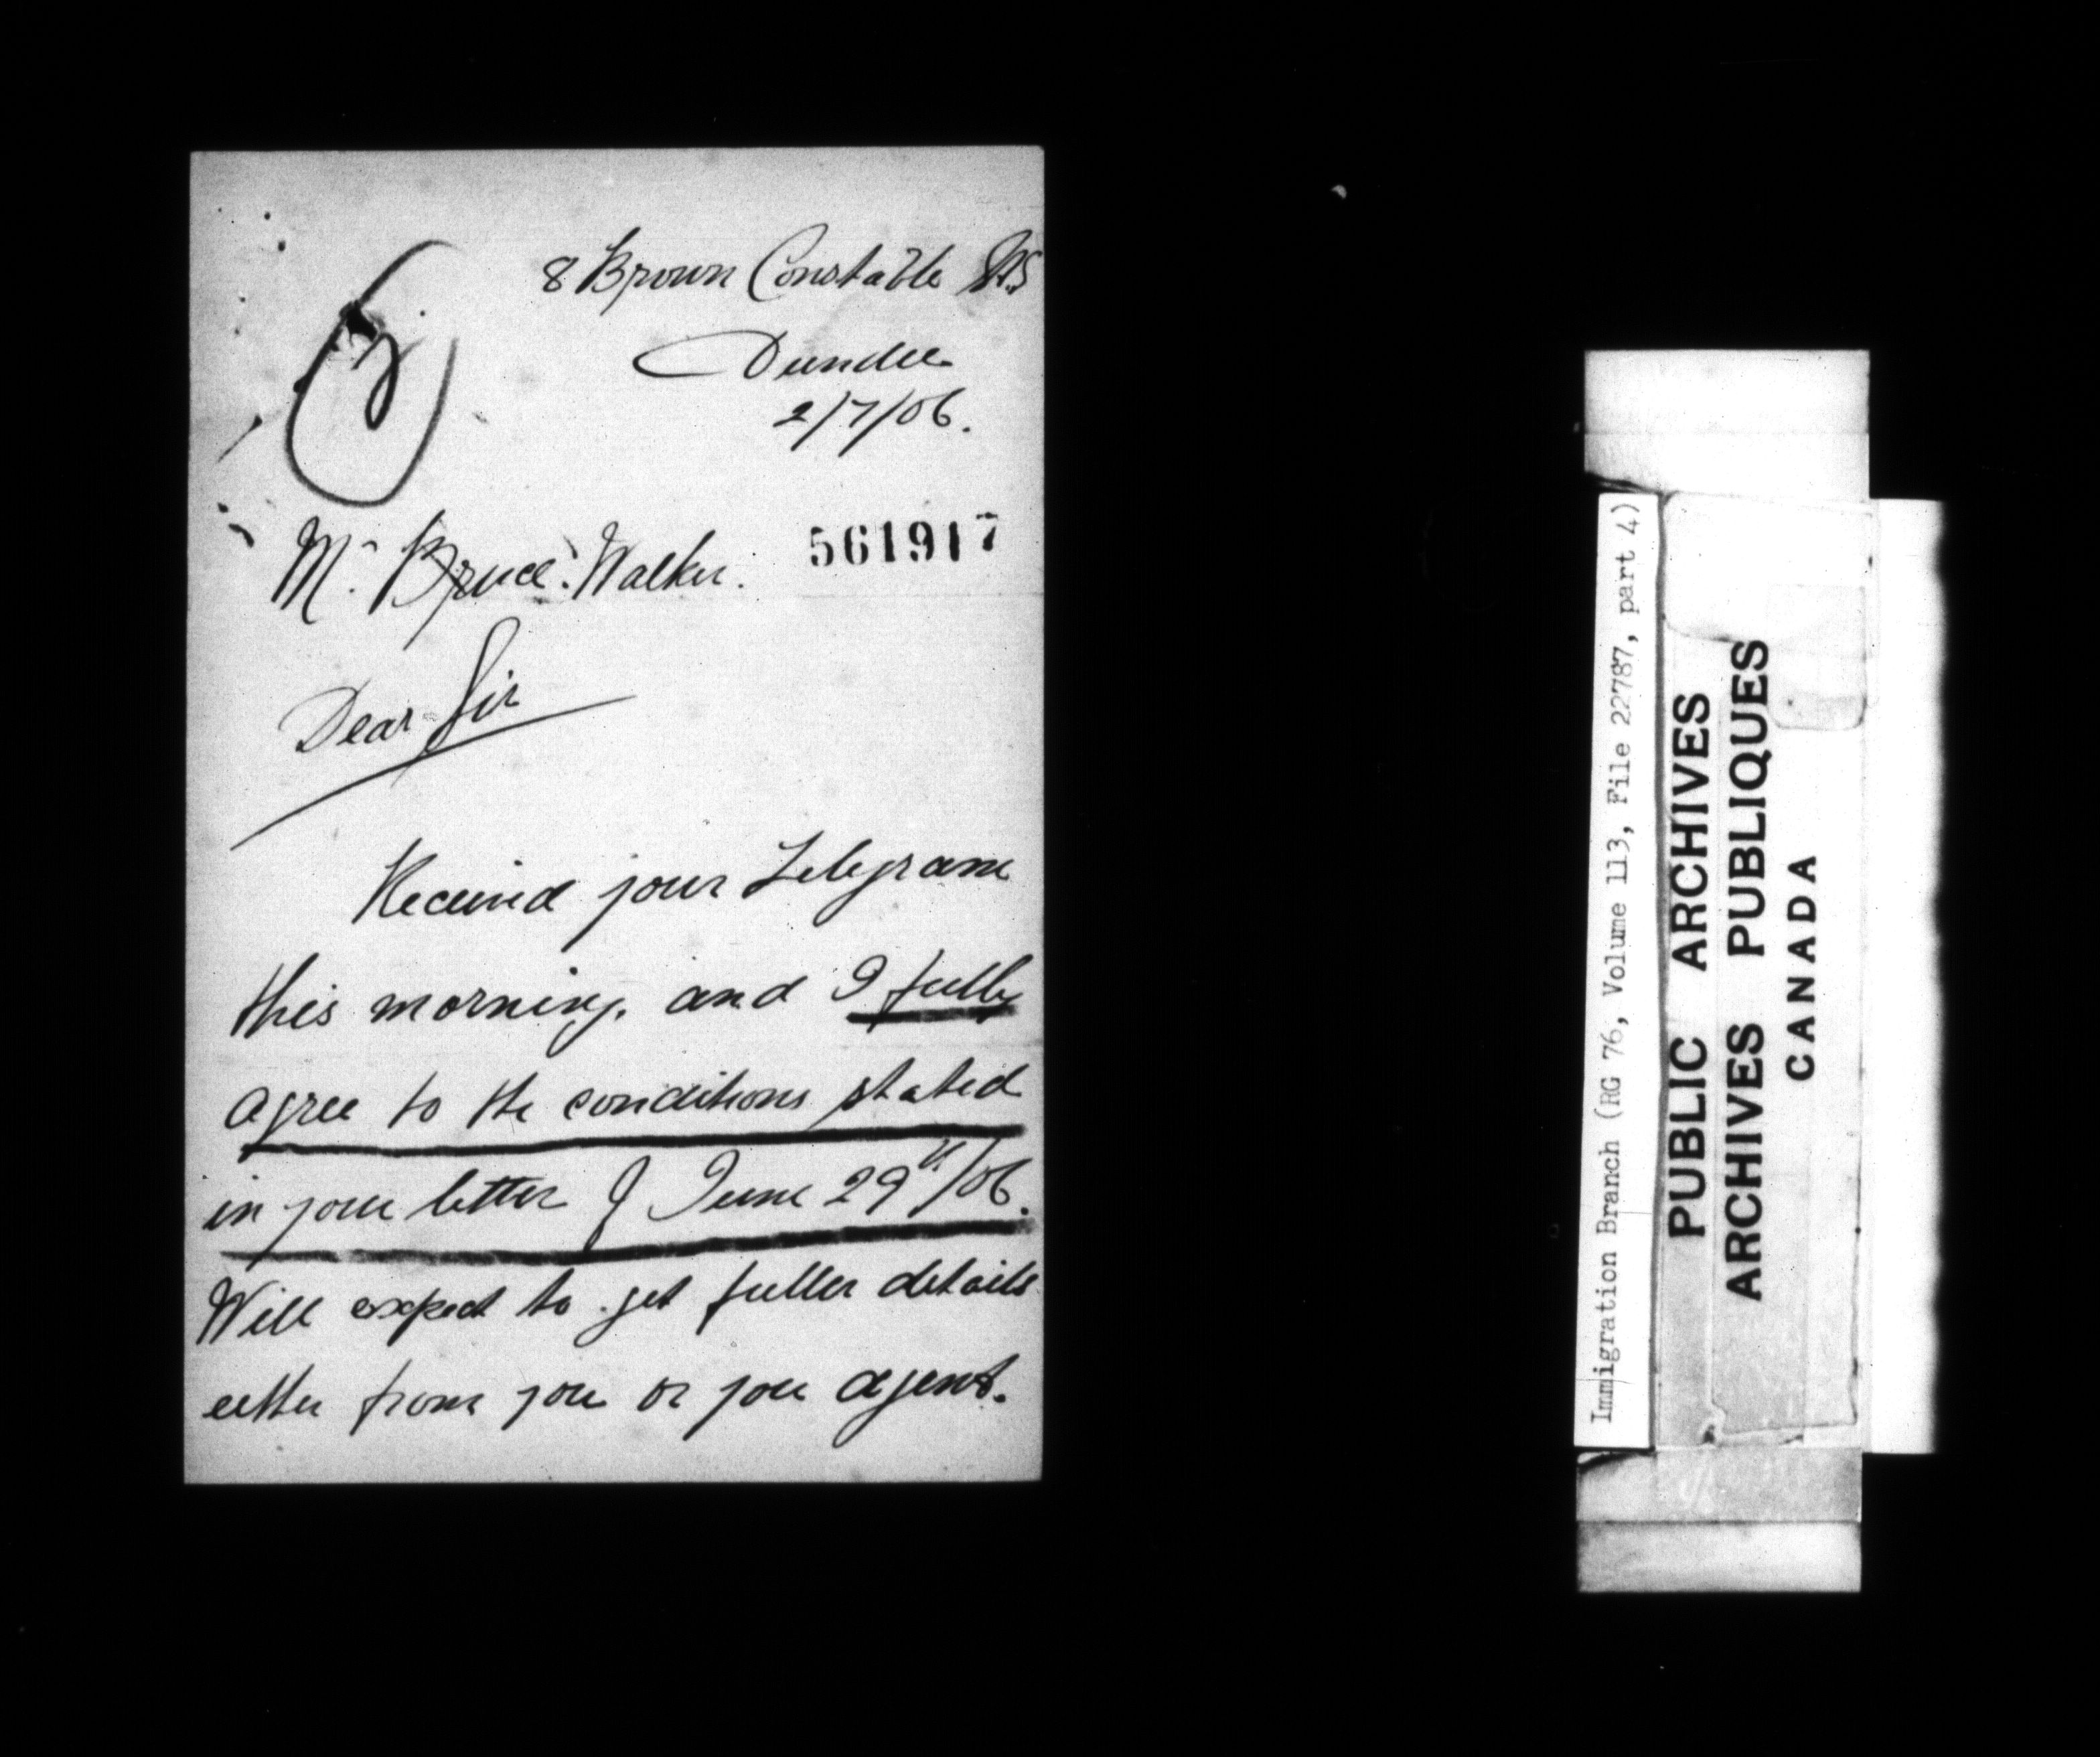 8 Brown Constable St
Dundee
2/7/06.
561917
Mr. Bruce. Walker.
Dear Sir
Received your Telegram
this morning. and I fully
agree to the conditions stated
in your letter of June 29th/06.
Will expect to get fuller details
either from you or you agent.
Immigration Branch (RG 76, Volume 113, File 22787, part 4)
PUBLIC ARCHIVES
ARCHIVES PUBLIQUES
CANADA